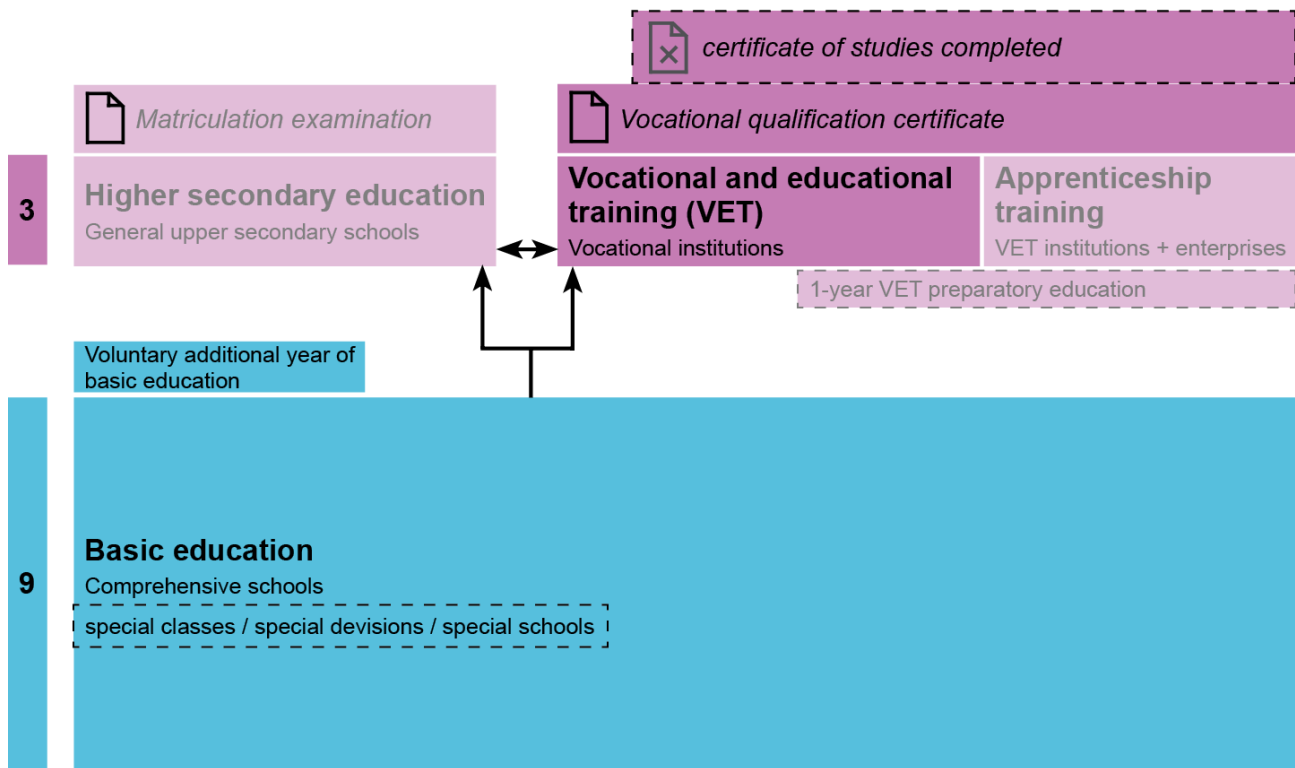 certificate of studies completed
Matriculation examination
Vocational qualification certificate
3
Higher secondary education
General upper secondary schools
Vocational and educational
training (VET)
Vocational institutions
Apprenticeship
training
VET institutions + enterprises
1-year VET preparatory education
Voluntary additional year of
basic education
9
Basic education
Comprehensive schools
special classes / special devisions / special schools